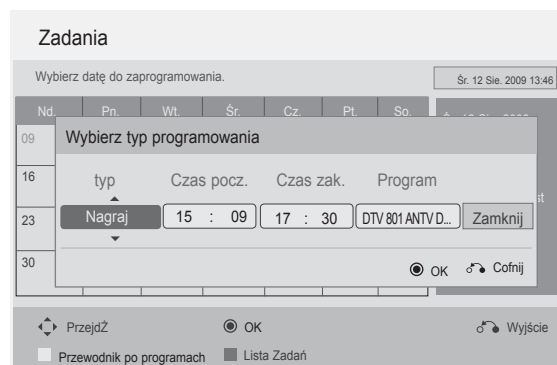 Zadania
Wybierz datę do zaprogramowania.
Śr. 12 Sie. 2009 13:46
Nd. Pn. Wt. Śr. Cz. Pt. So.
09
Wybierz typ programowania
16
typ Czas pocz. Czas zak. Program
23
Nagraj 15 : 09 17 : 30 DTV 801 ANTV D... Zamknij
30
OK Cofnij
PrzejdŹ OK Wyjście
Przewodnik po programach Lista Zadań